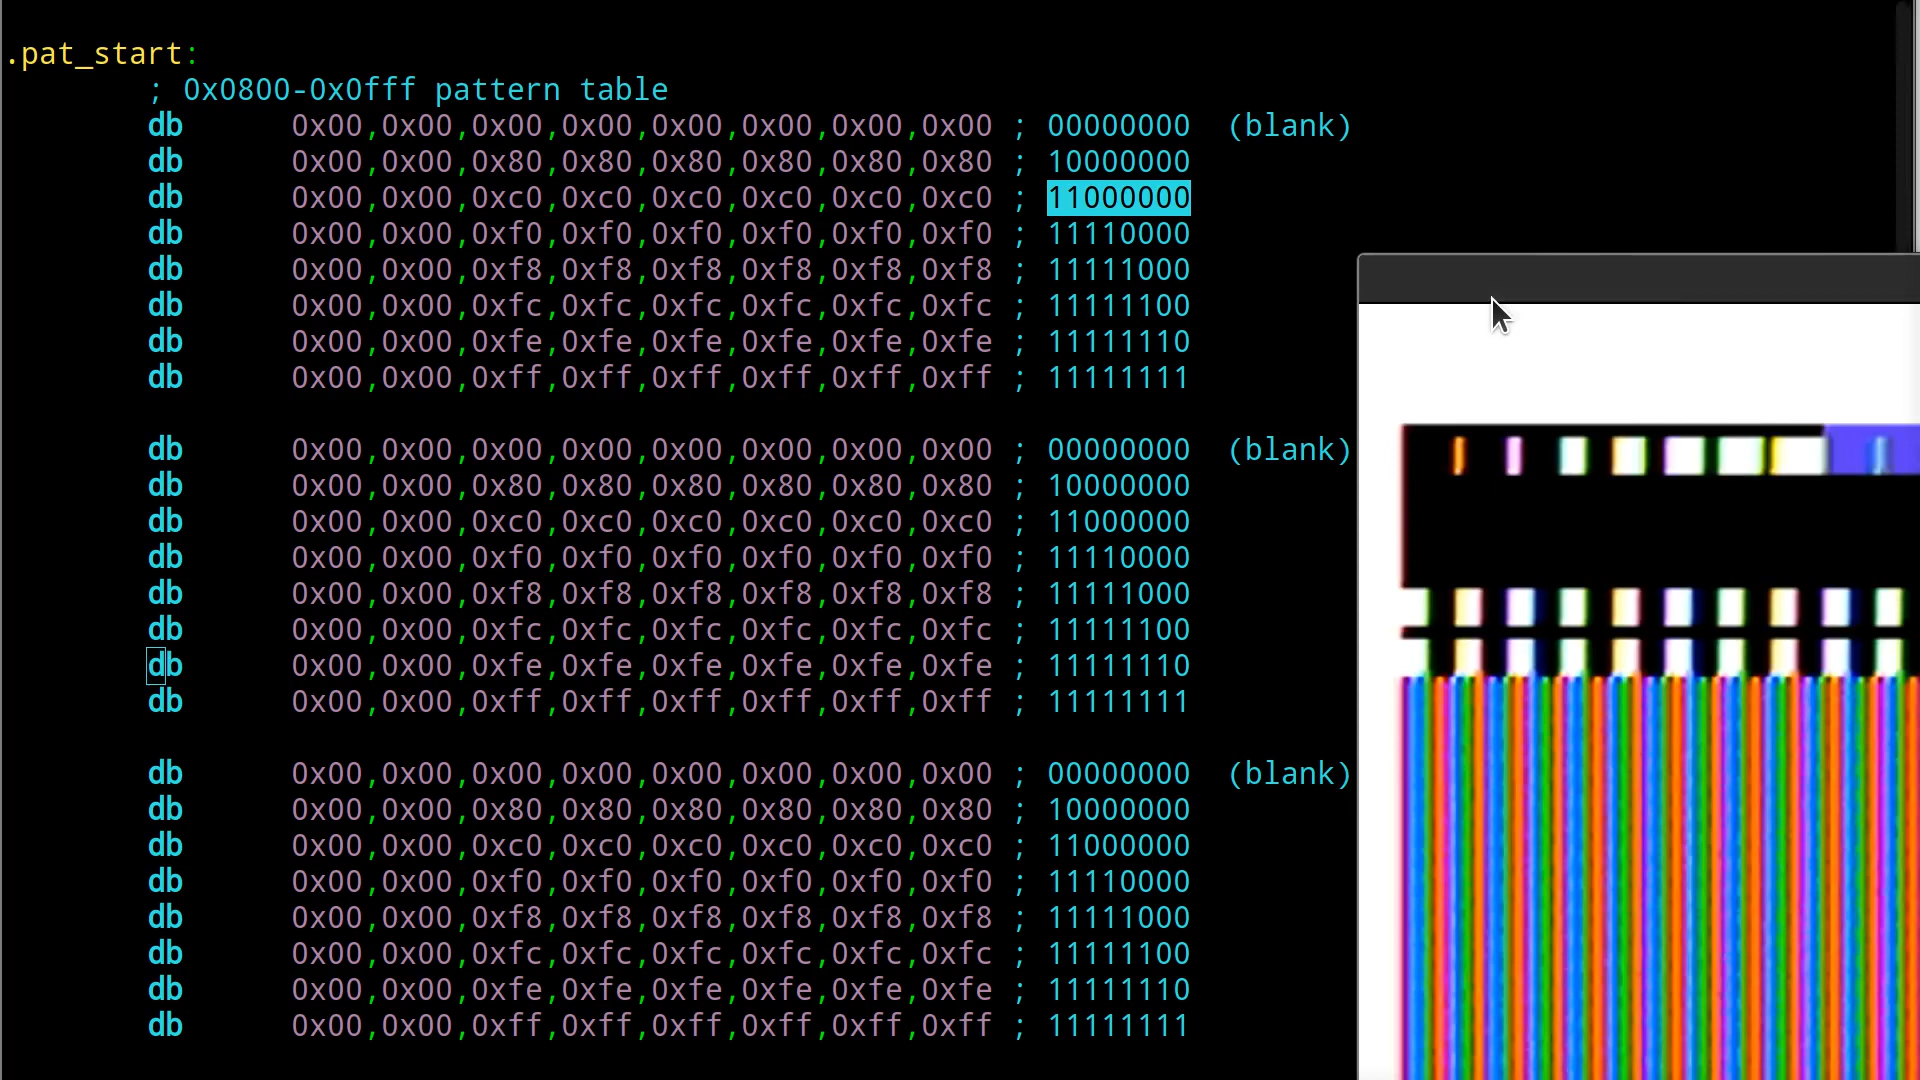 .pat_start:
; 0x0800-0x0fff pattern table
db 0x00,0x00,0x00,0x00,0x00,0x00,0x00,0x00 ; 00000000 (blank)
db 0x00,0x00,0x80,0x80,0x80,0x80,0x80,0x80 ; 10000000
db 0x00,0x00,0xc0,0xc0,0xc0,0xc0,0xc0,0xc0 ; 11000000
db 0x00,0x00,0xf0,0xf0,0xf0,0xf0,0xf0,0xf0 ; 11110000
db 0x00,0x00,0xf8,0xf8,0xf8,0xf8,0xf8,0xf8 ; 11111000
db 0x00,0x00,0xfc,0xfc,0xfc,0xfc,0xfc,0xfc ; 11111100
db 0x00,0x00,0xfe,0xfe,0xfe,0xfe,0xfe,0xfe ; 11111110
db 0x00,0x00,0xff,0xff,0xff,0xff,0xff,0xff ; 11111111
db 0x00,0x00,0x00,0x00,0x00,0x00,0x00,0x00 ; 00000000 (blank)
db 0x00,0x00,0x80,0x80,0x80,0x80,0x80,0x80 ; 10000000
db 0x00,0x00,0xc0,0xc0,0xc0,0xc0,0xc0,0xc0 ; 11000000
db 0x00,0x00,0xf0,0xf0,0xf0,0xf0,0xf0,0xf0 ; 11110000
db 0x00,0x00,0xf8,0xf8,0xf8,0xf8,0xf8,0xf8 ; 11111000
db 0x00,0x00,0xfc,0xfc,0xfc,0xfc,0xfc,0xfc ; 11111100
db 0x00,0x00,0xfe,0xfe,0xfe,0xfe,0xfe,0xfe ; 11111110
db 0x00,0x00,0xff,0xff,0xff,0xff,0xff,0xff ; 11111111
db 0x00,0x00,0x00,0x00,0x00,0x00,0x00,0x00 ; 00000000 (blank)
db 0x00,0x00,0x80,0x80,0x80,0x80,0x80,0x80 ; 10000000
db 0x00,0x00,0xc0,0xc0,0xc0,0xc0,0xc0,0xc0 ; 11000000
db 0x00,0x00,0xf0,0xf0,0xf0,0xf0,0xf0,0xf0 ; 11110000
db 0x00,0x00,0xf8,0xf8,0xf8,0xf8,0xf8,0xf8 ; 11111000
db 0x00,0x00,0xfc,0xfc,0xfc,0xfc,0xfc,0xfc ; 11111100
db 0x00,0x00,0xfe,0xfe,0xfe,0xfe,0xfe,0xfe ; 11111110
db 0x00,0x00,0xff,0xff,0xff,0xff,0xff,0xff ; 11111111